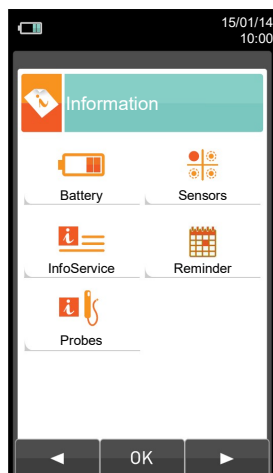 15/01/14
10:00
Information
Battery
Sensors
InfoService
Reminder
Probes
OK